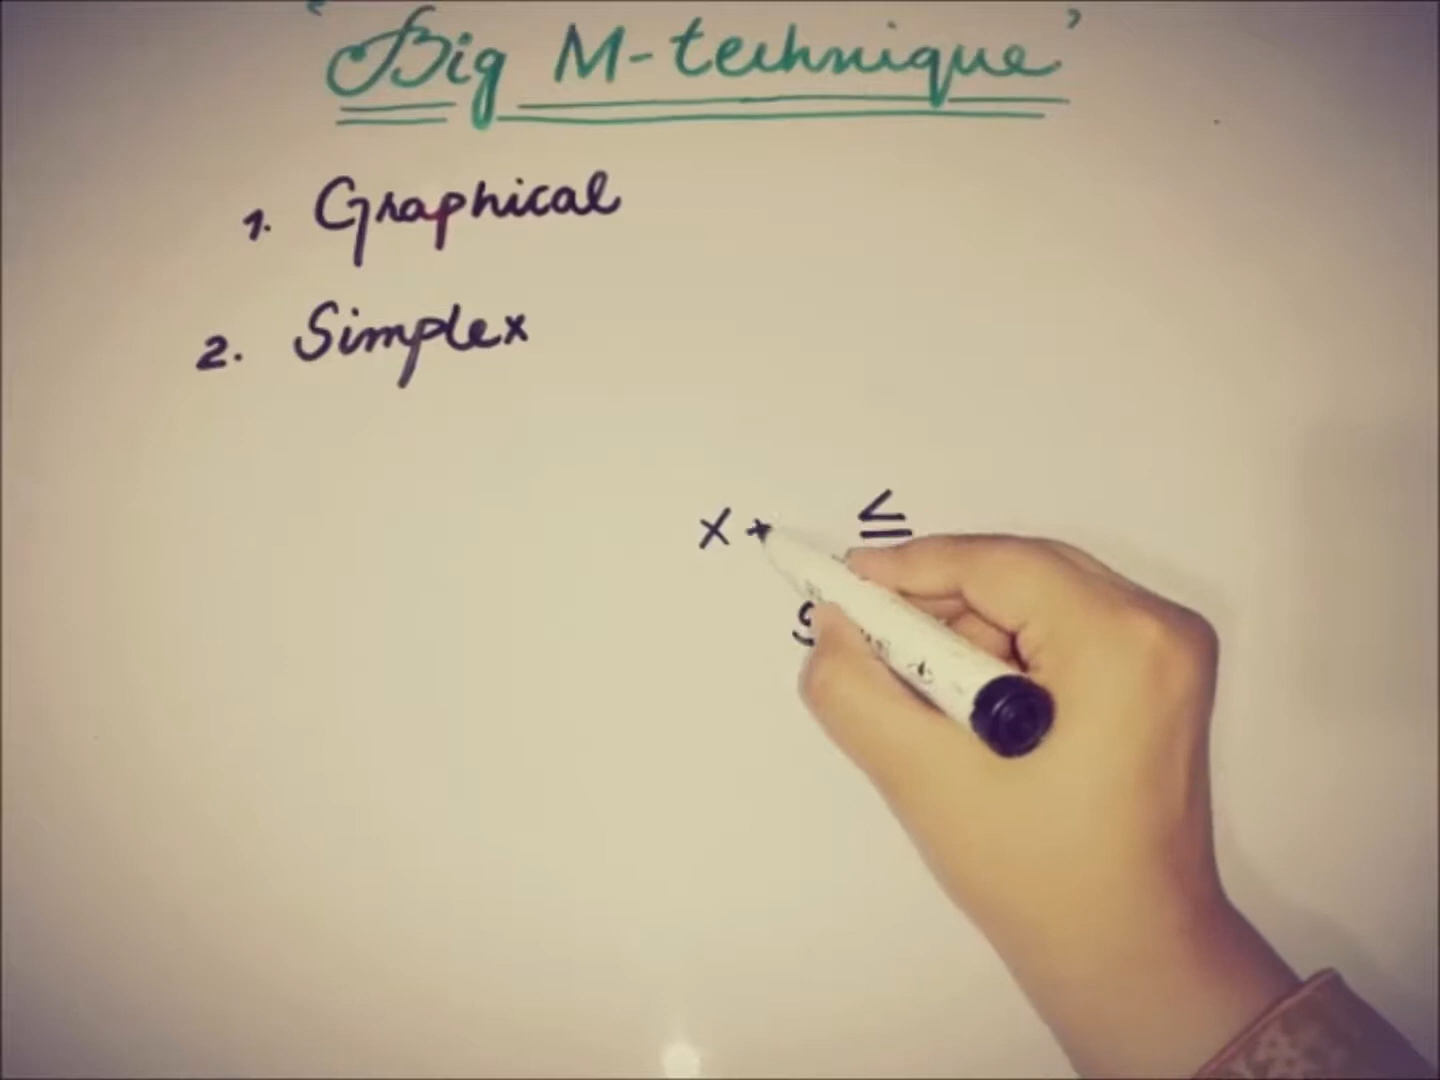 'Big M-technique'
1. Graphical
2. Simplex
x + ≤